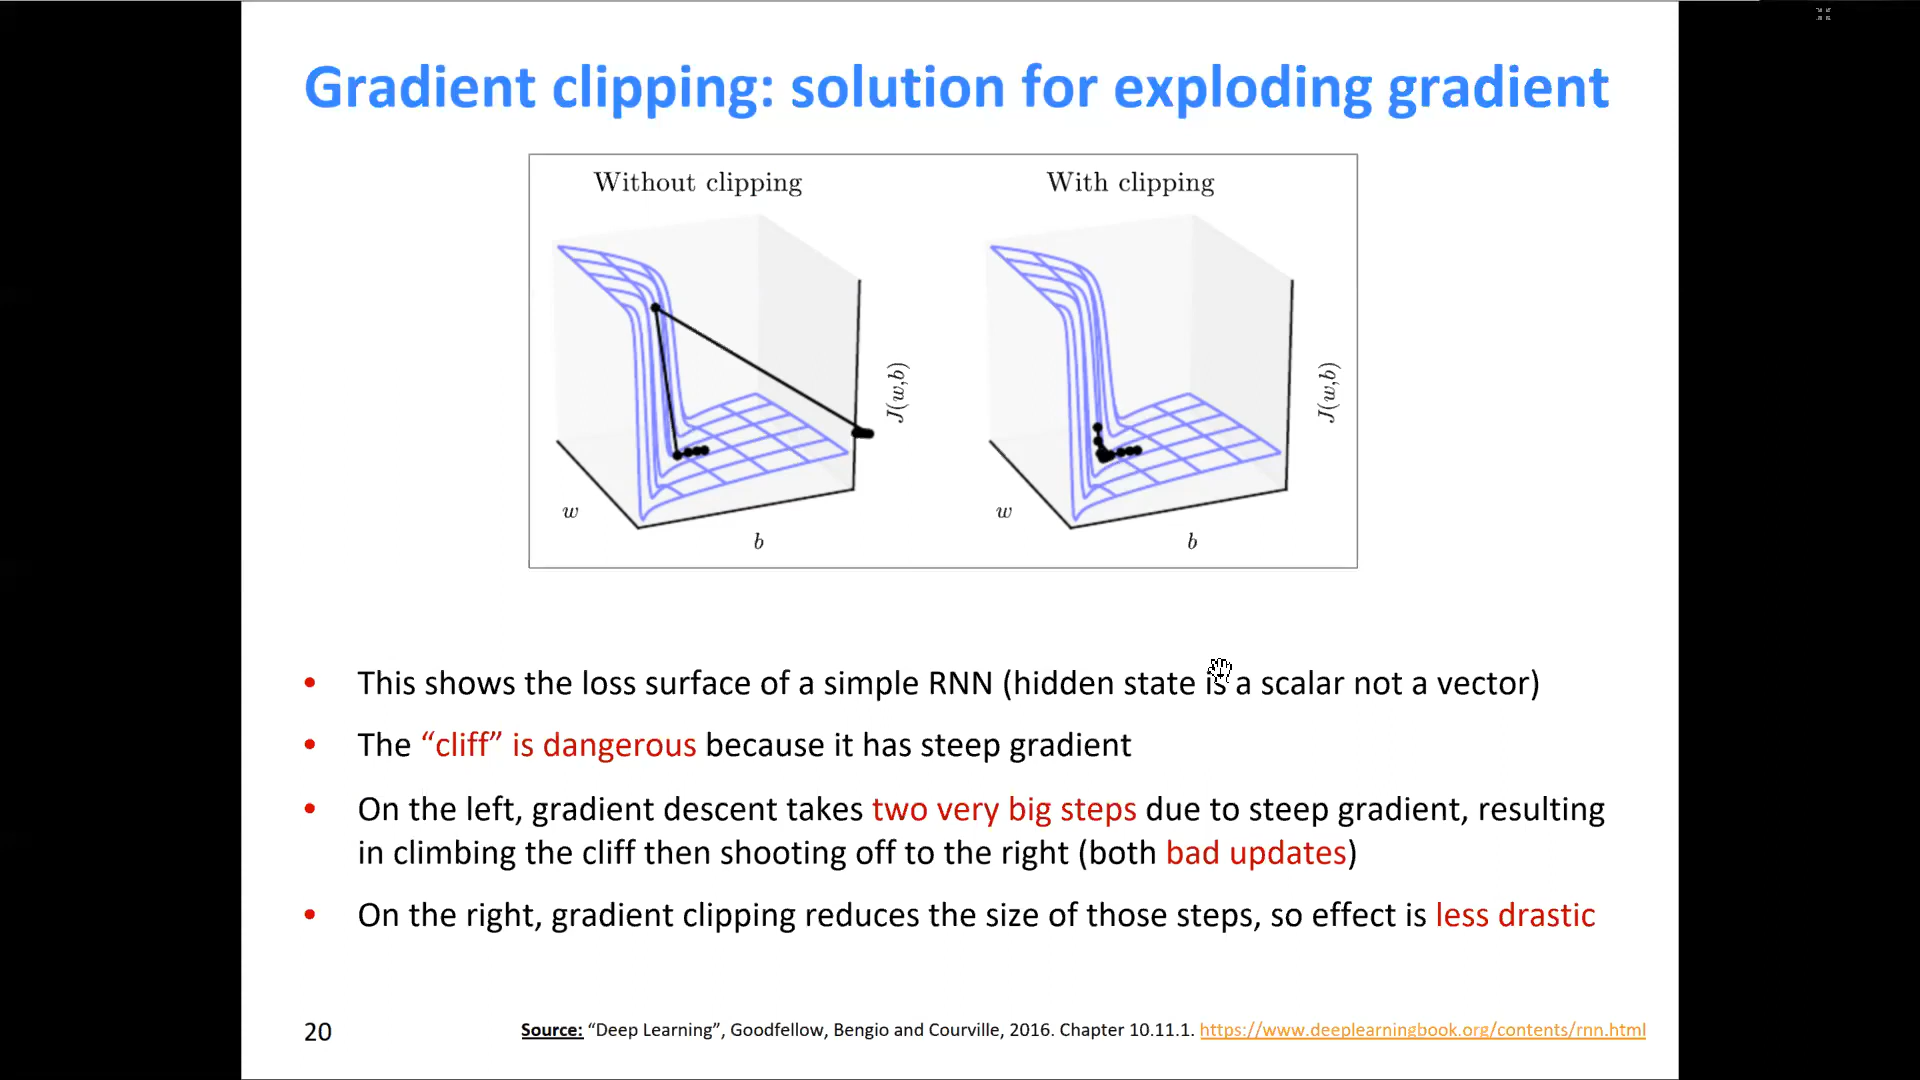 Gradient clipping: solution for exploding gradient
Without clipping
With clipping
J(w,b)
J(w,b)
w
b
w
b
• This shows the loss surface of a simple RNN (hidden state is a scalar not a vector)
• The “cliff” is dangerous because it has steep gradient
• On the left, gradient descent takes two very big steps due to steep gradient, resulting
in climbing the cliff then shooting off to the right (both bad updates)
• On the right, gradient clipping reduces the size of those steps, so effect is less drastic
20
Source: “Deep Learning”, Goodfellow, Bengio and Courville, 2016. Chapter 10.11.1. https://www.deeplearningbook.org/contents/rnn.html